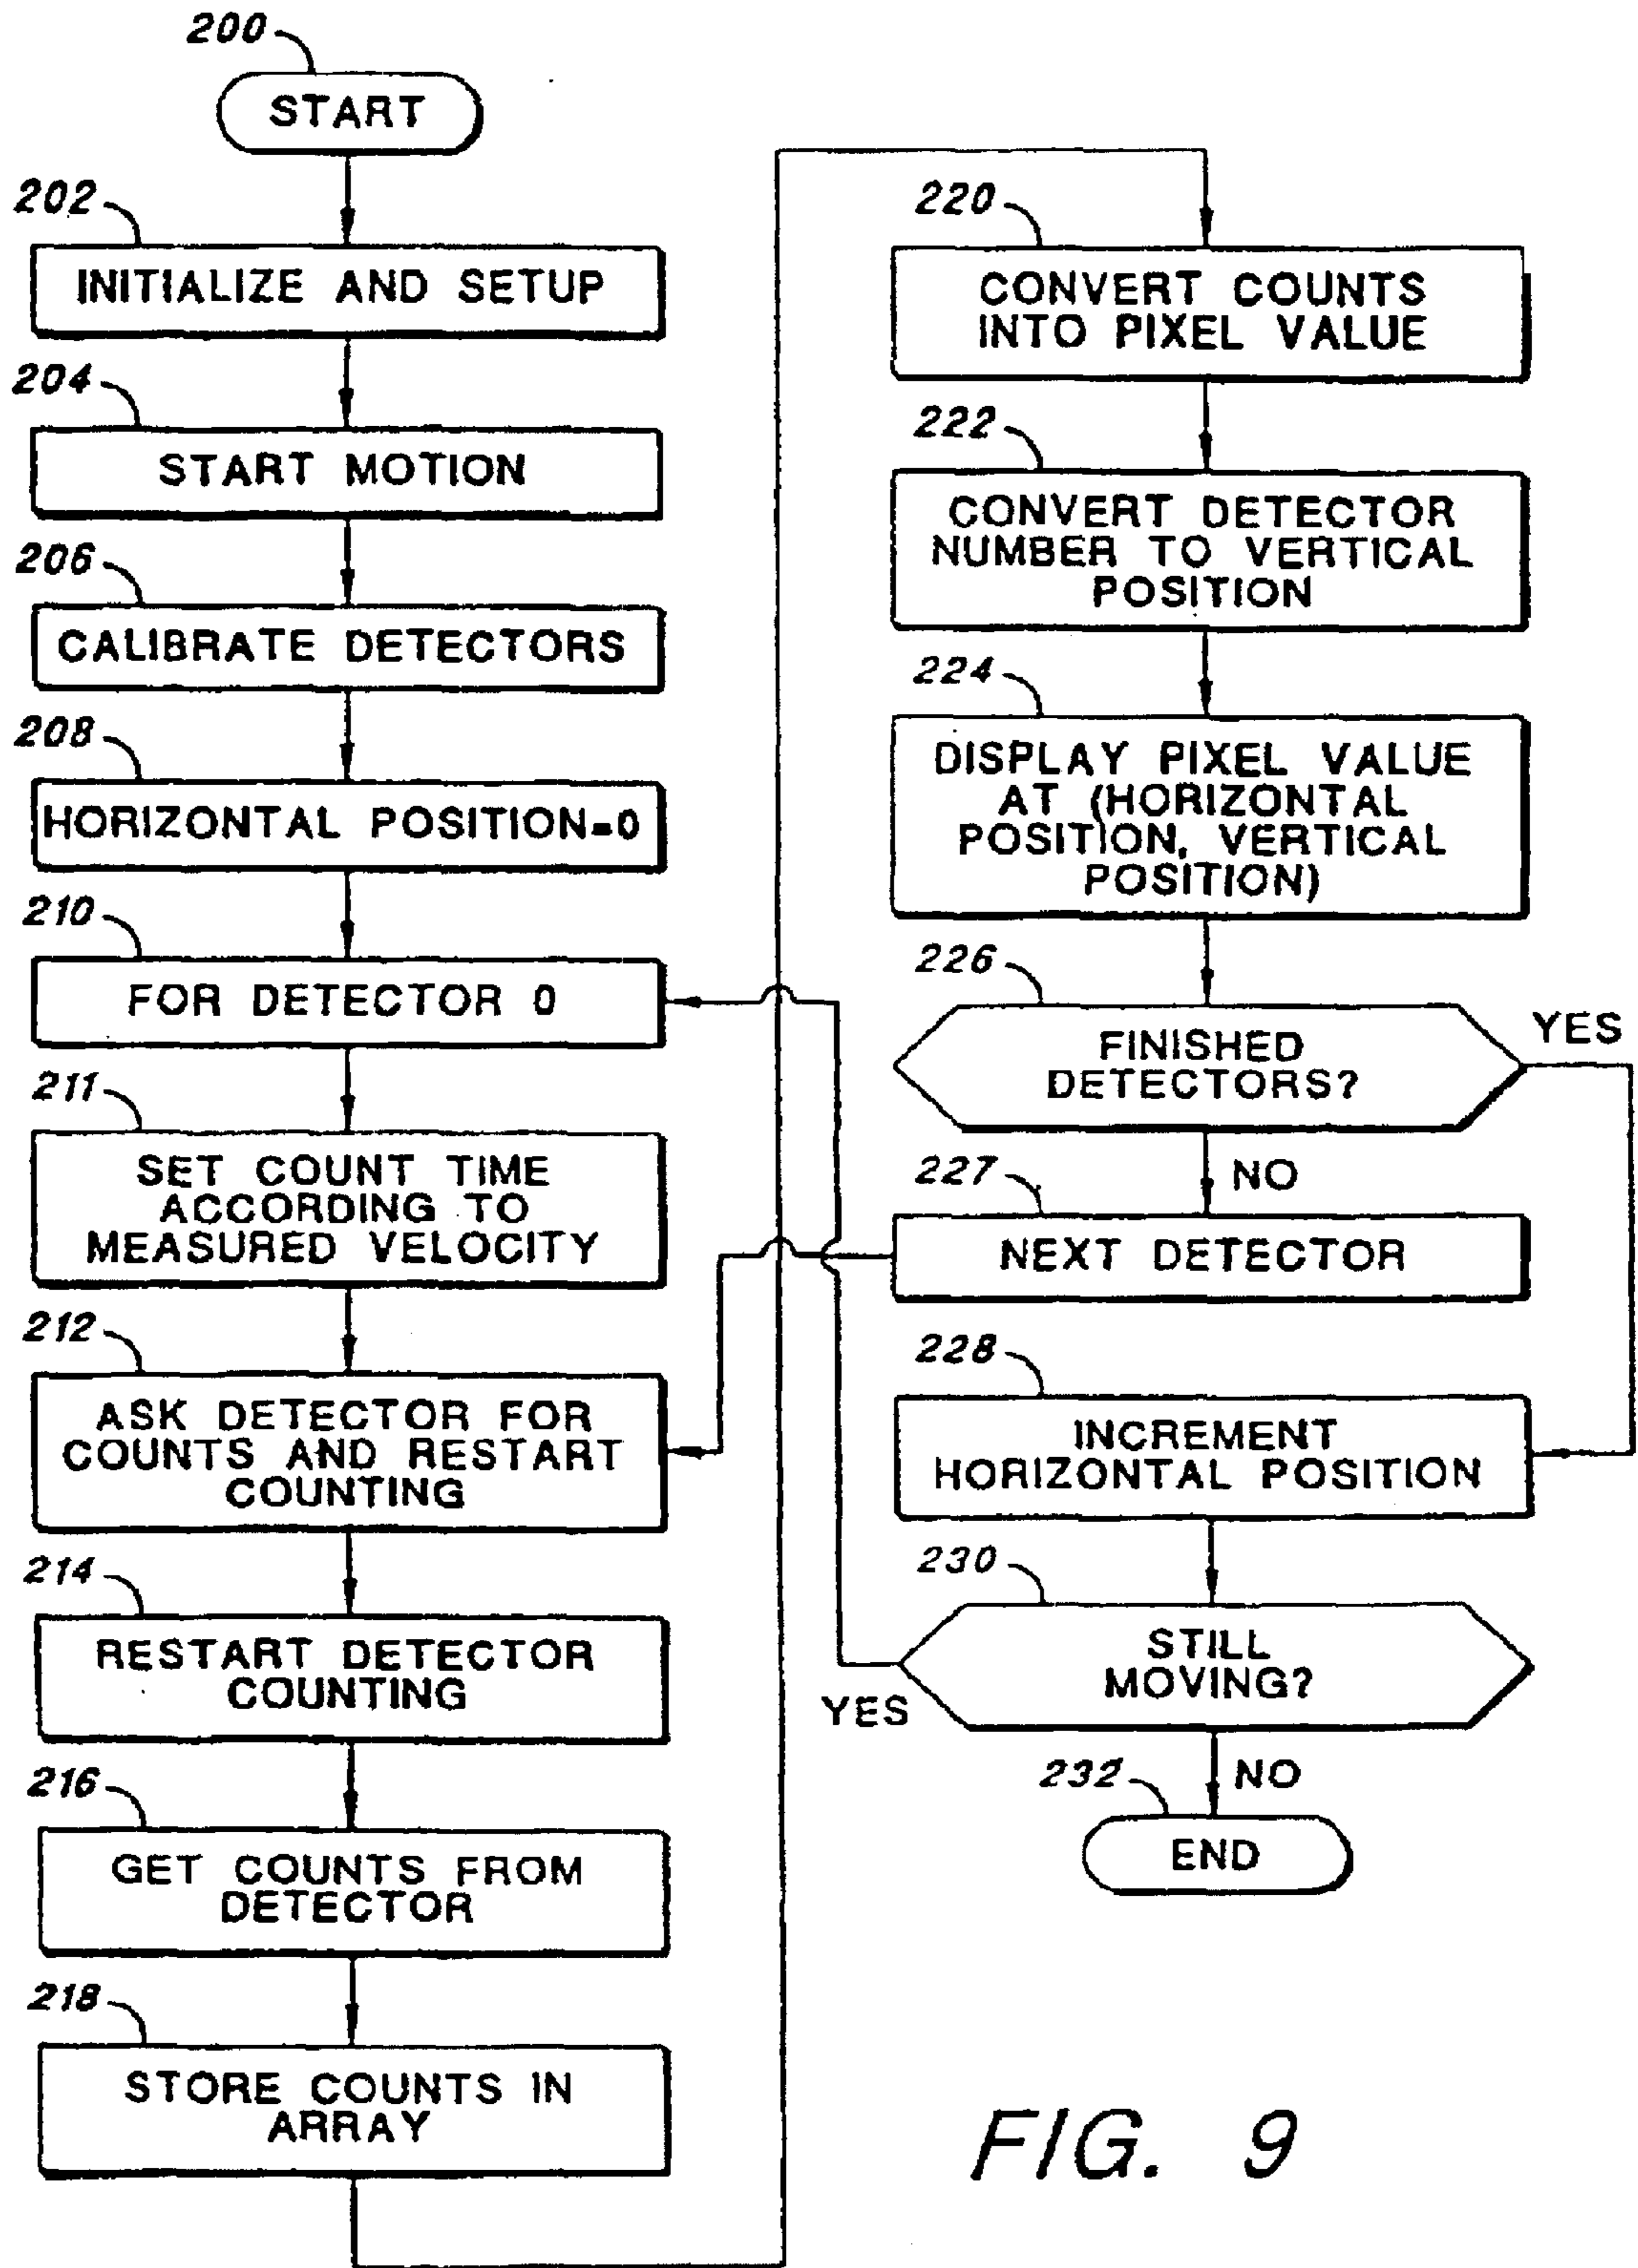 200
START
202
INITIALIZE AND SETUP
204
START MOTION
206
CALIBRATE DETECTORS
208
HORIZONTAL POSITION=0
210
FOR DETECTOR 0
211
SET COUNT TIME
ACCORDING TO
MEASURED VELOCITY
212
ASK DETECTOR FOR
COUNTS AND RESTART
COUNTING
214
RESTART DETECTOR
COUNTING
216
GET COUNTS FROM
DETECTOR
218
STORE COUNTS IN
ARRAY
220
CONVERT COUNTS
INTO PIXEL VALUE
222
CONVERT DETECTOR
NUMBER TO VERTICAL
POSITION
224
DISPLAY PIXEL VALUE
AT (HORIZONTAL
POSITION, VERTICAL
POSITION)
226
FINISHED
DETECTORS?
YES
NO
227
NEXT DETECTOR
228
INCREMENT
HORIZONTAL POSITION
230
STILL
MOVING?
YES
NO
232
END
FIG. 9